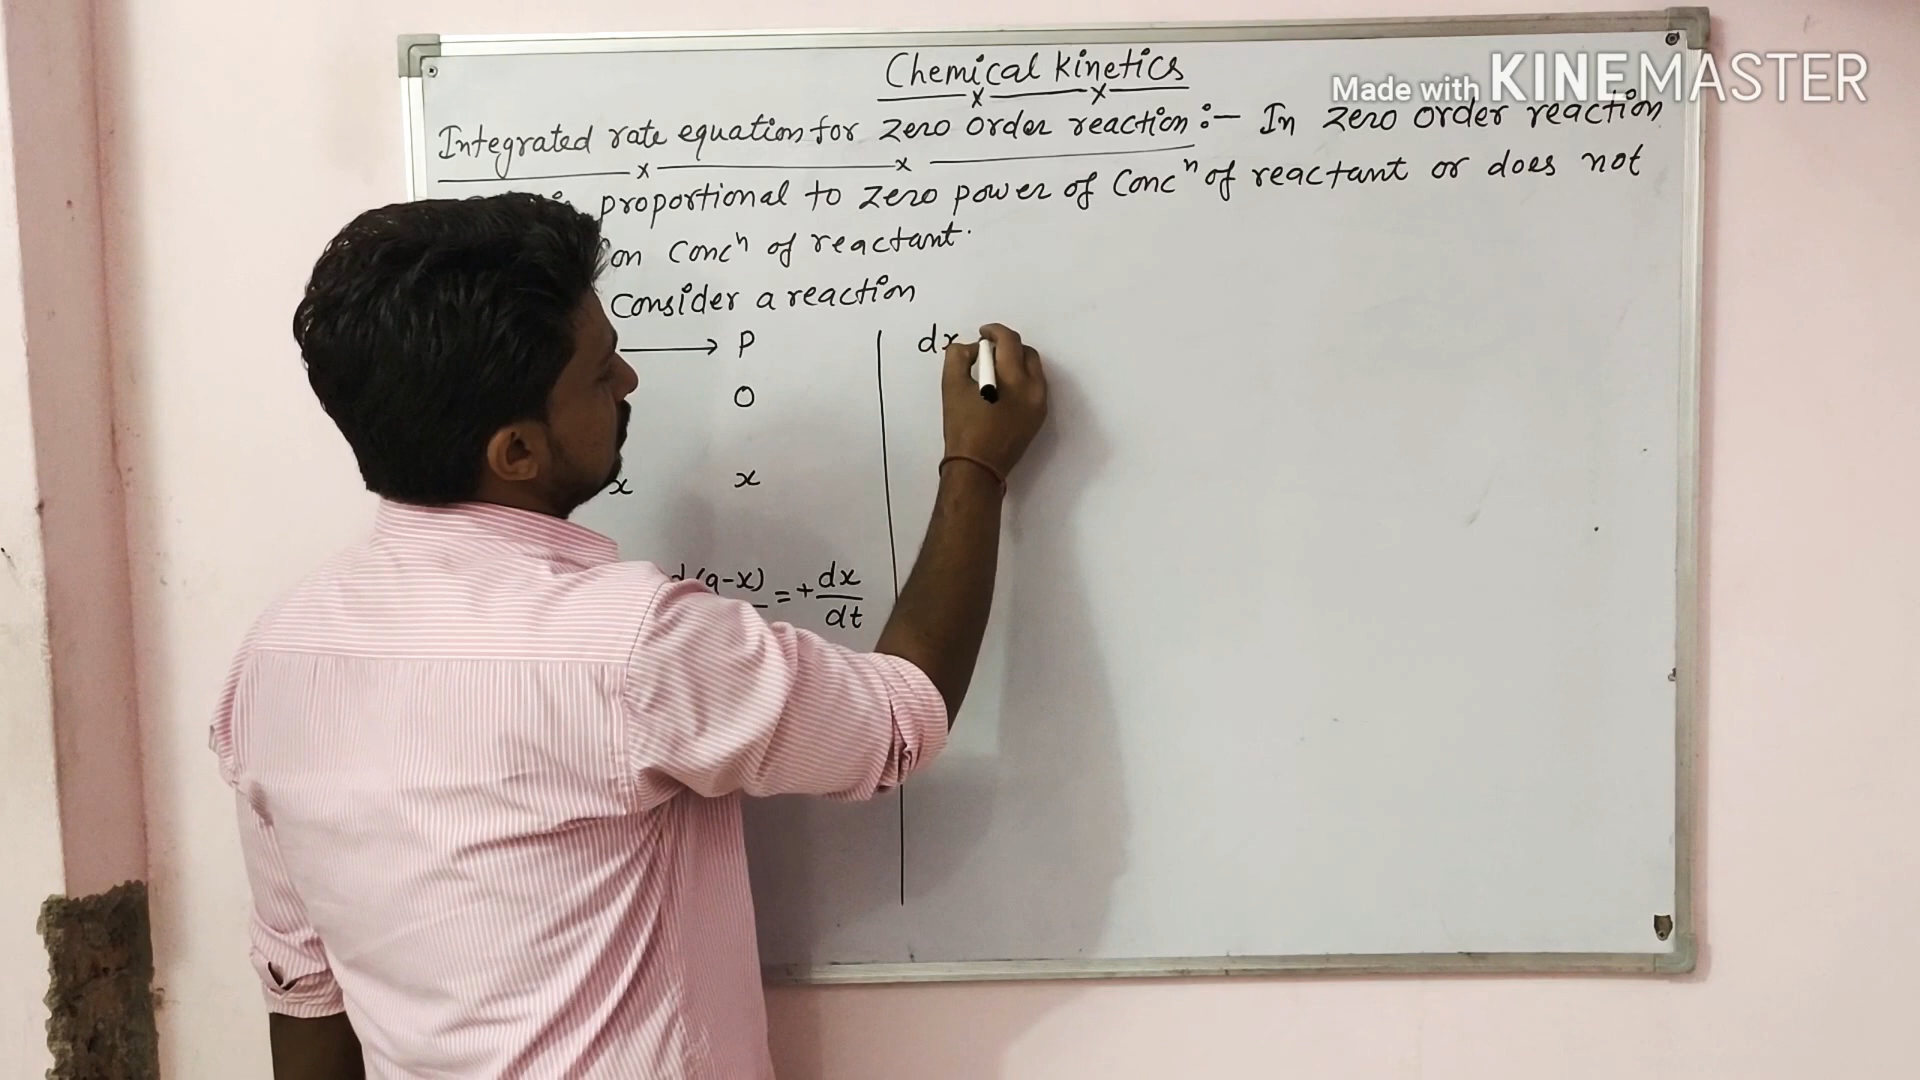 Chemical kinetics
Made with KINEMASTER
Integrated rate equation for zero order reaction :- In zero order reaction
proportional to zero power of concⁿ of reactant or does not
on concⁿ of reactant.
Consider a reaction
⟶ P
0
x x
d(a-x) = + dx/dt
dx